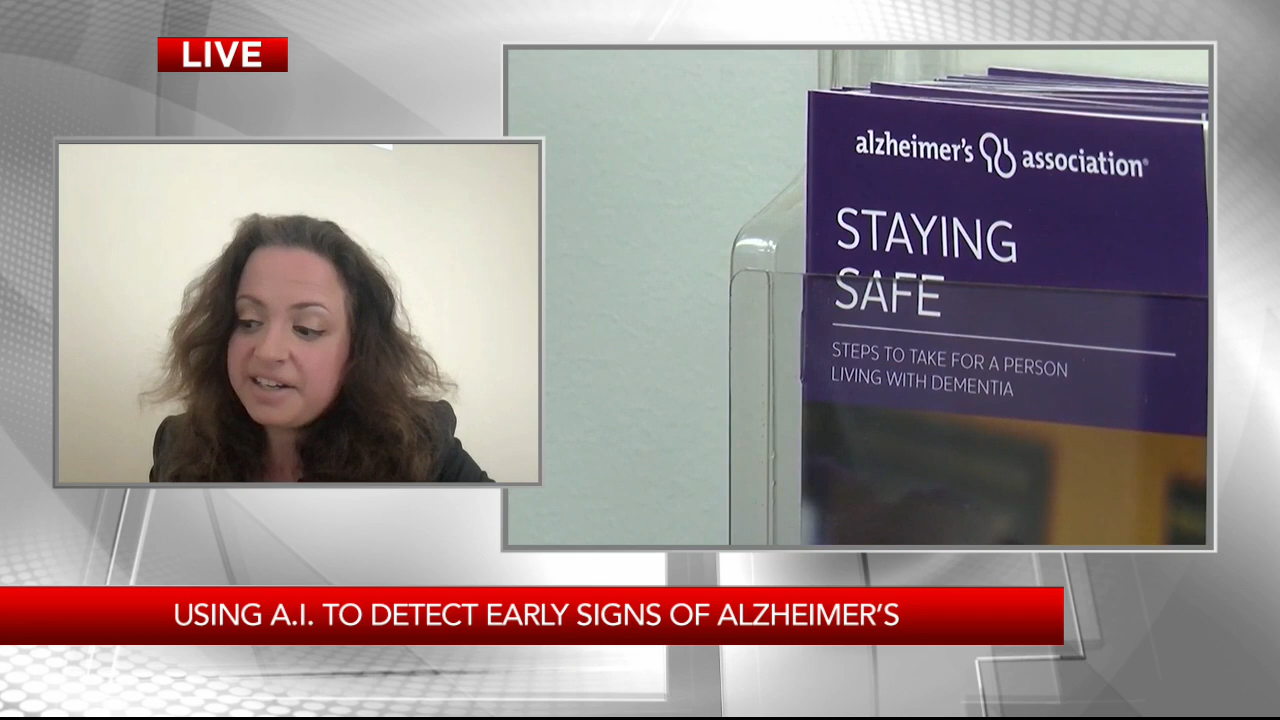 LIVE
alzheimer's association®
STAYING
SAFE
STEPS TO TAKE FOR A PERSON
LIVING WITH DEMENTIA
USING A.I. TO DETECT EARLY SIGNS OF ALZHEIMER'S